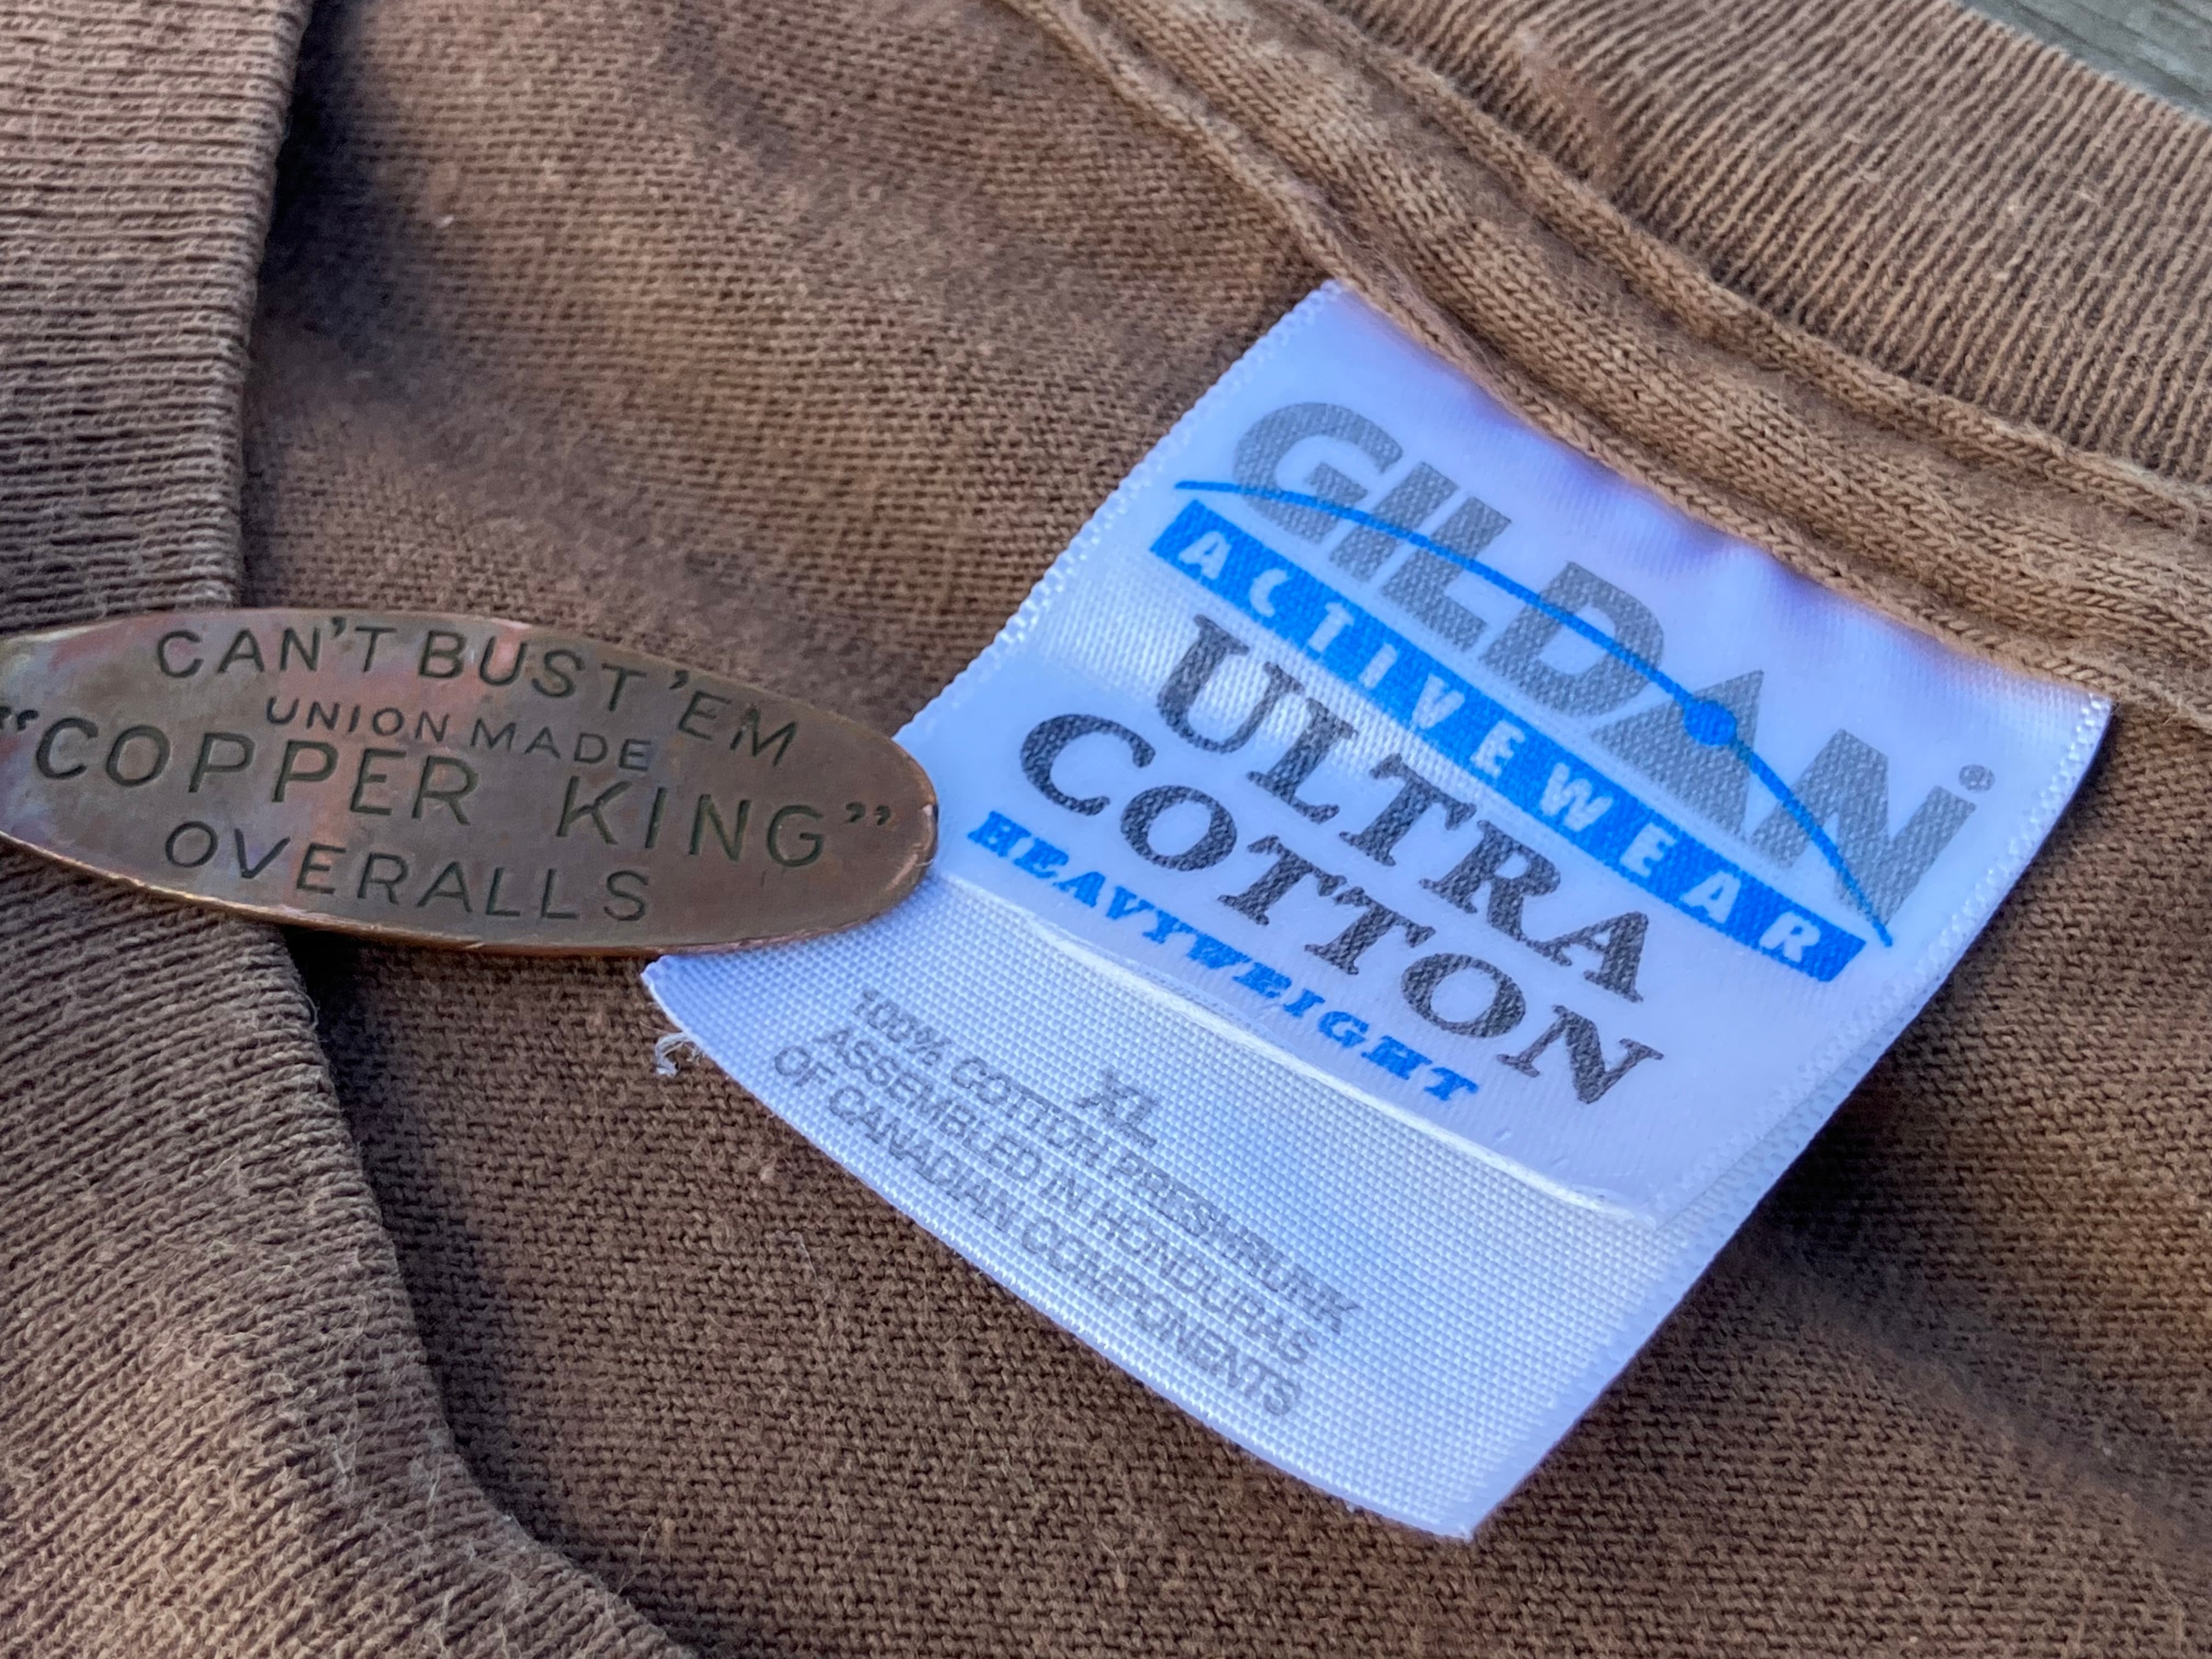 CAN'T BUST 'EM
UNION MADE
"COPPER KING"
OVERALLS
GILDAN
ACTIVEWEAR
ULTRA
COTTON
HEAVYWEIGHT
XL
100% COTTON PRESHRUNK
ASSEMBLED IN HONDURAS
OF CANADIAN COMPONENTS